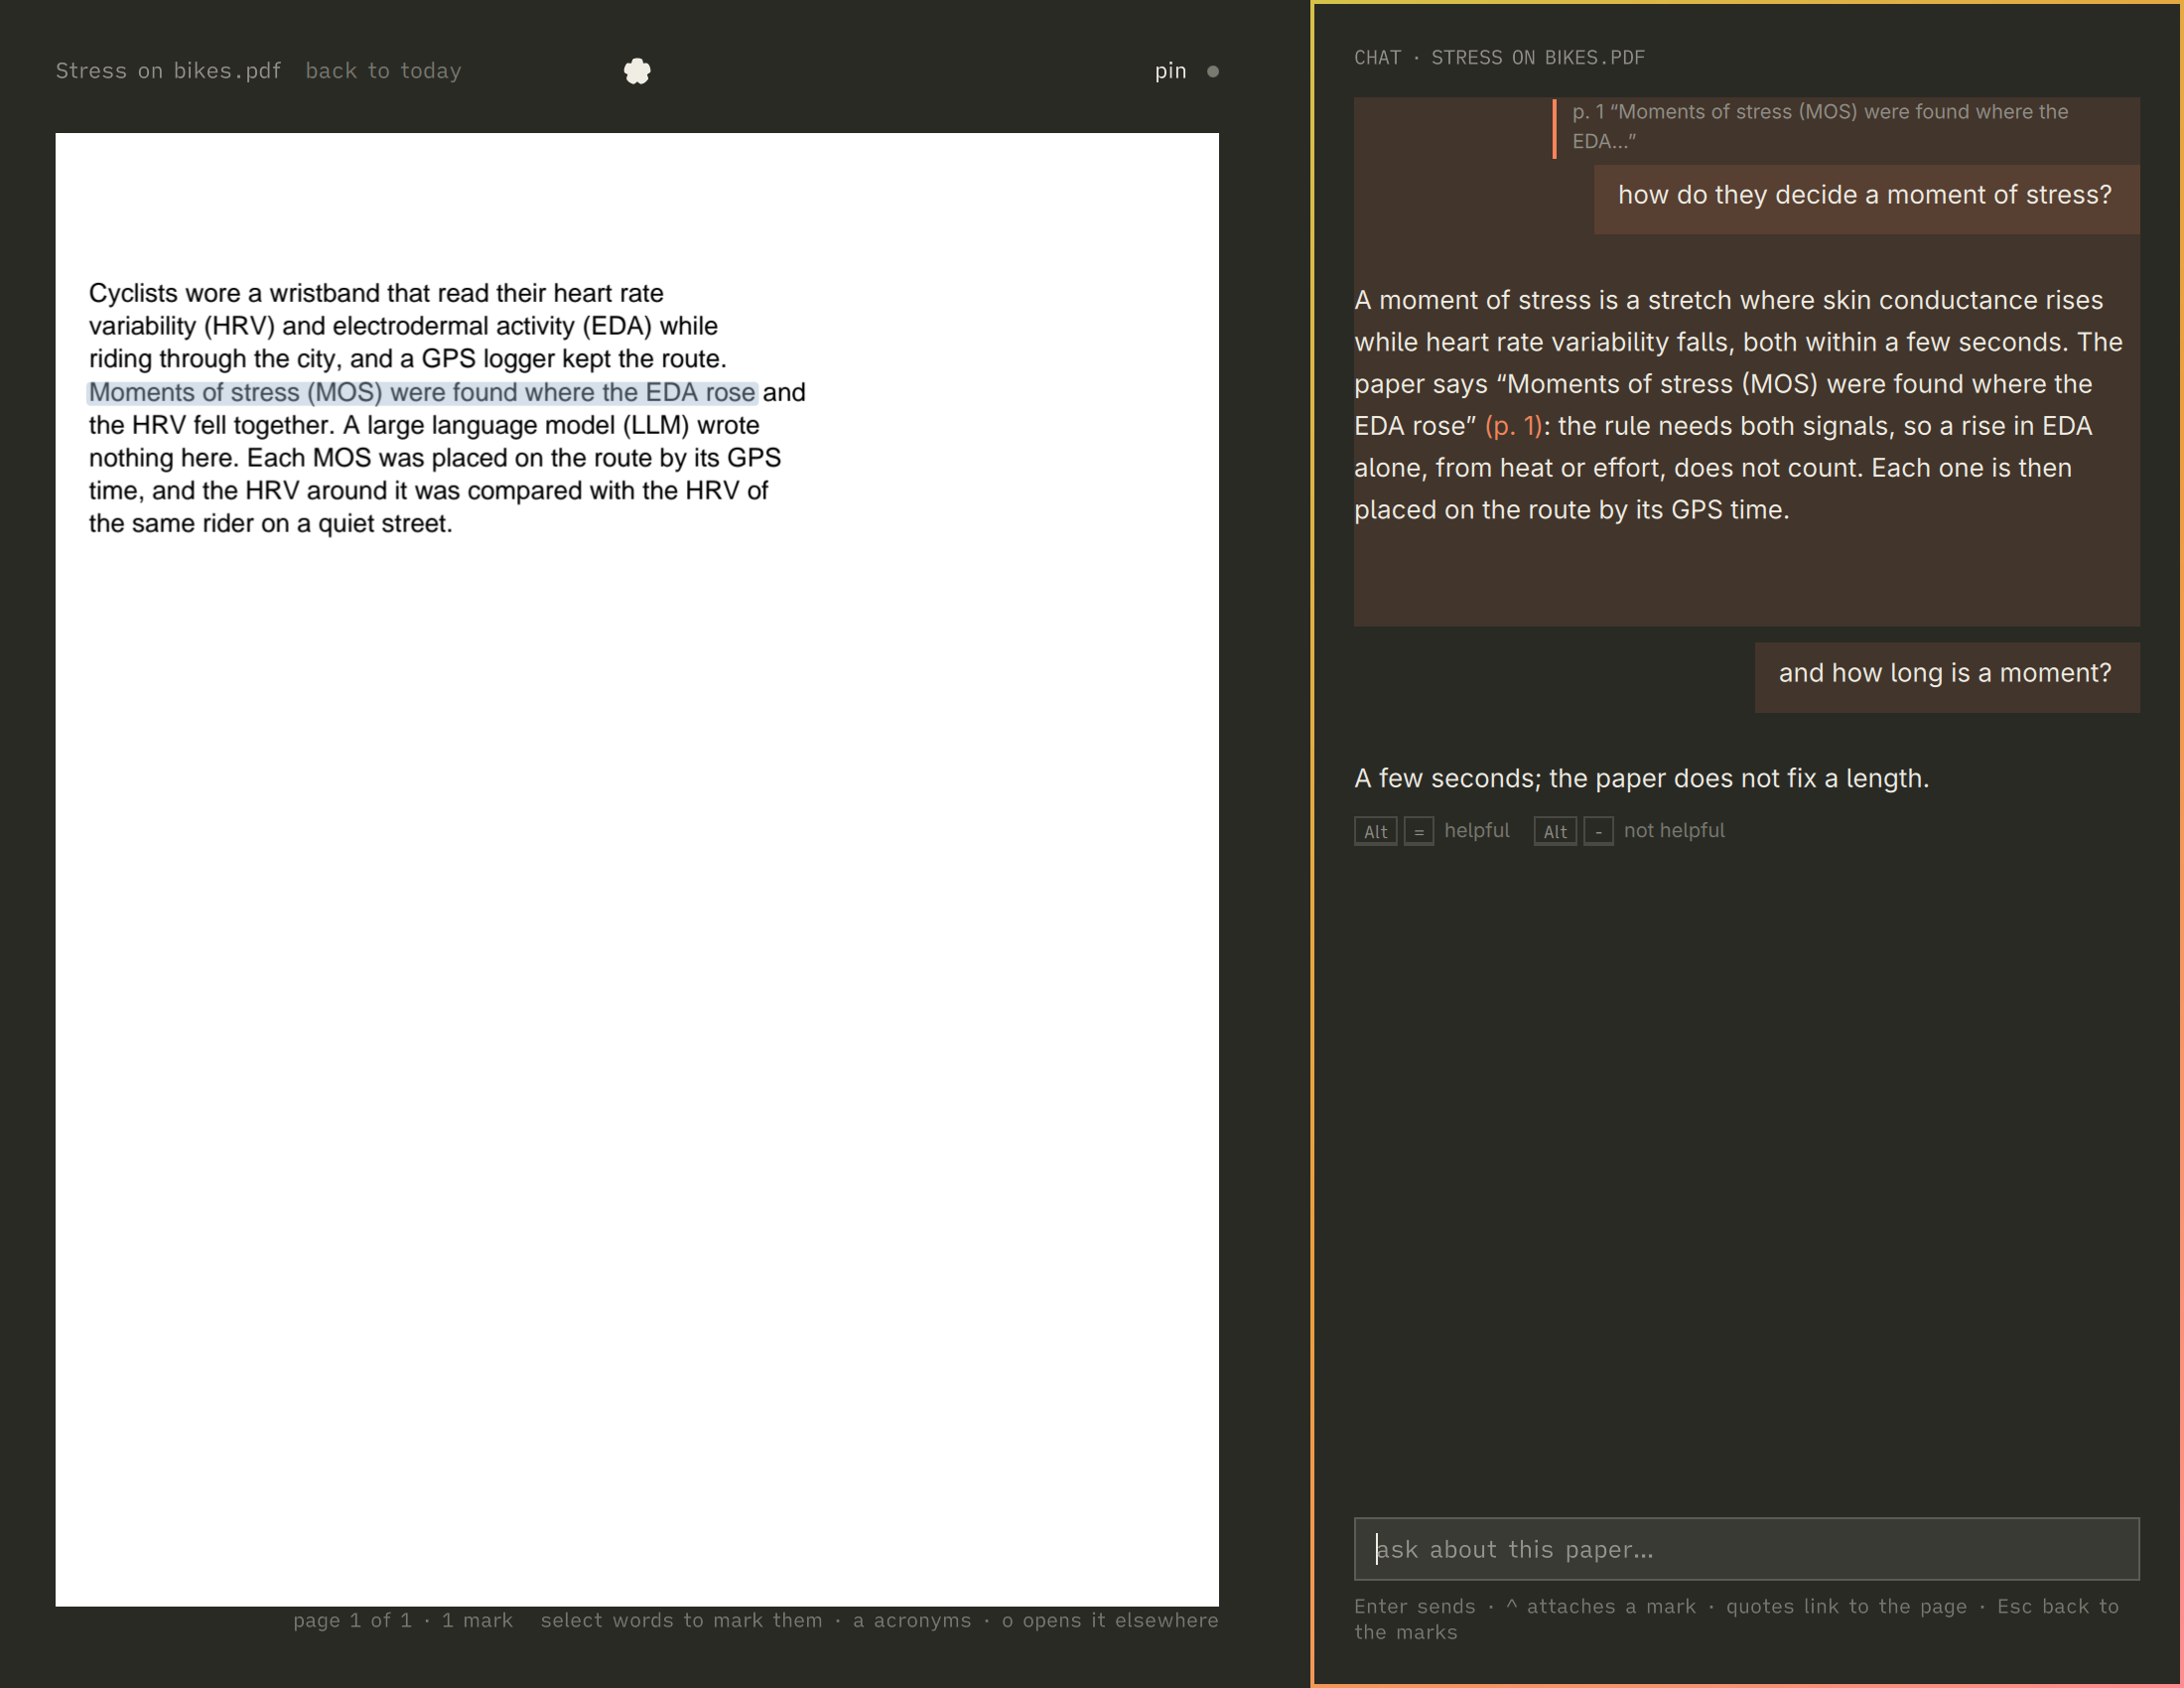 Stress on bikes.pdf back to today
pin
Cyclists wore a wristband that read their heart rate
variability (HRV) and electrodermal activity (EDA) while
riding through the city, and a GPS logger kept the route.
Moments of stress (MOS) were found where the EDA rose and
the HRV fell together. A large language model (LLM) wrote
nothing here. Each MOS was placed on the route by its GPS
time, and the HRV around it was compared with the HRV of
the same rider on a quiet street.
page 1 of 1 · 1 mark select words to mark them · a acronyms · o opens it elsewhere
CHAT · STRESS ON BIKES.PDF
p. 1 “Moments of stress (MOS) were found where the
EDA…”
how do they decide a moment of stress?
A moment of stress is a stretch where skin conductance rises
while heart rate variability falls, both within a few seconds. The
paper says “Moments of stress (MOS) were found where the
EDA rose” (p. 1): the rule needs both signals, so a rise in EDA
alone, from heat or effort, does not count. Each one is then
placed on the route by its GPS time.
and how long is a moment?
A few seconds; the paper does not fix a length.
Alt = helpful Alt - not helpful
ask about this paper…
Enter sends · ^ attaches a mark · quotes link to the page · Esc back to
the marks